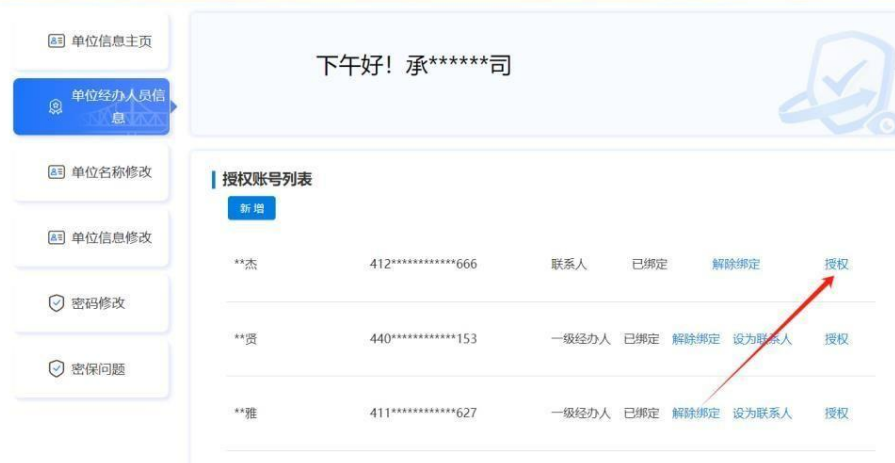 单位信息主页
单位经办人员信
息
单位名称修改
单位信息修改
密码修改
密保问题
下午好！承******司
授权账号列表
新增
**杰 412************666 联系人 已绑定 解除绑定 授权
**贤 440************153 一级经办人 已绑定 解除绑定 设为联系人 授权
**雅 411************627 一级经办人 已绑定 解除绑定 设为联系人 授权